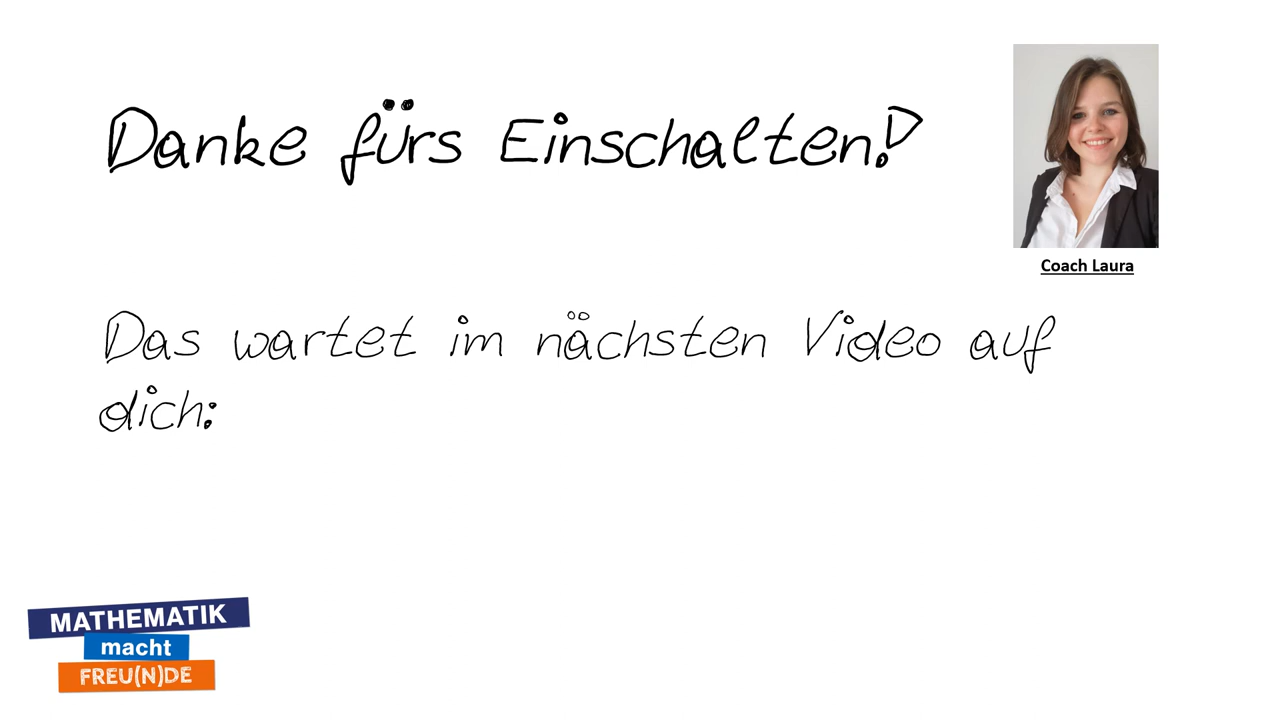 Danke fürs Einschalten!
Coach Laura
Das wartet im nächsten Video auf
dich:
MATHEMATIK
macht
FREU(N)DE